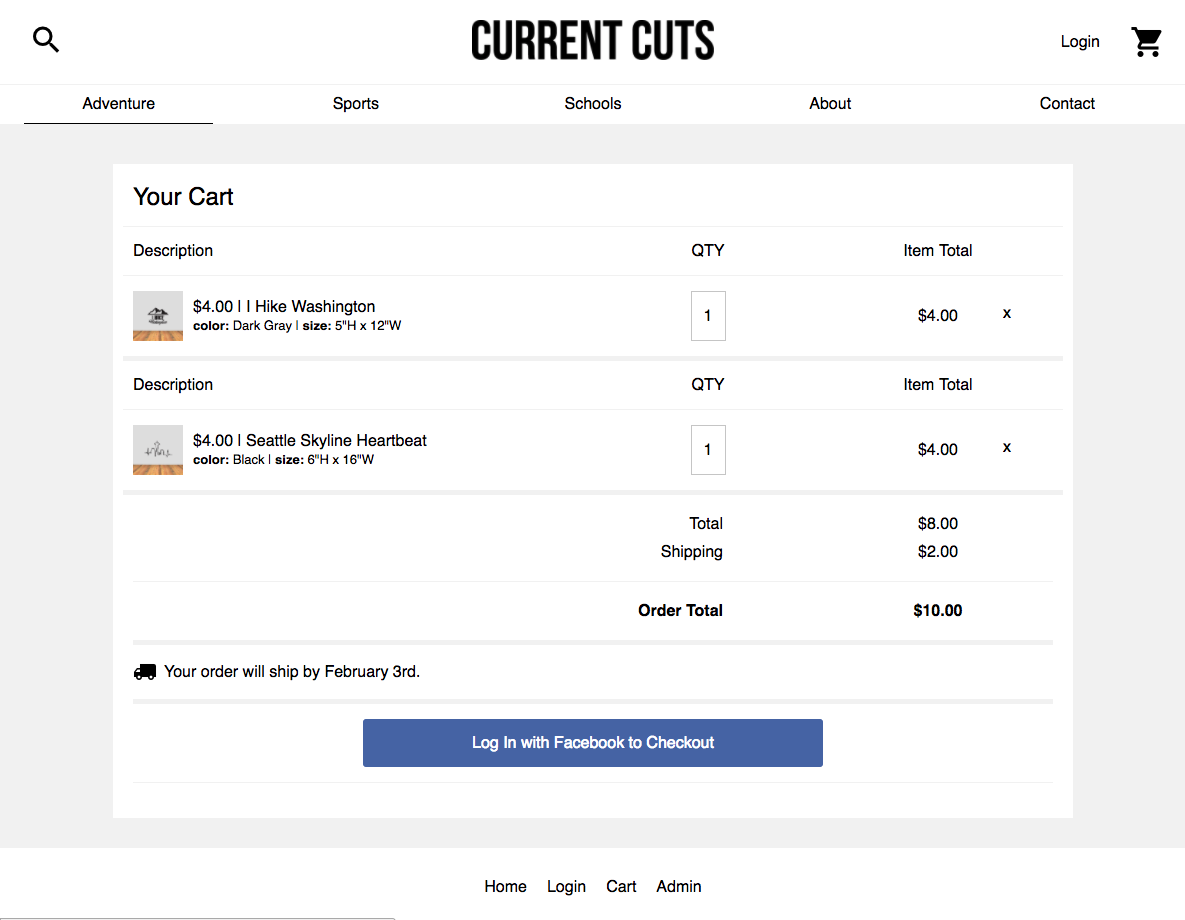 CURRENT CUTS
Login
Adventure Sports Schools About Contact
Your Cart
Description QTY Item Total
$4.00 | I Hike Washington 1 $4.00 x
color: Dark Gray | size: 5"H x 12"W
Description QTY Item Total
$4.00 | Seattle Skyline Heartbeat 1 $4.00 x
color: Black | size: 6"H x 16"W
Total $8.00
Shipping $2.00
Order Total $10.00
Your order will ship by February 3rd.
Log In with Facebook to Checkout
Home Login Cart Admin